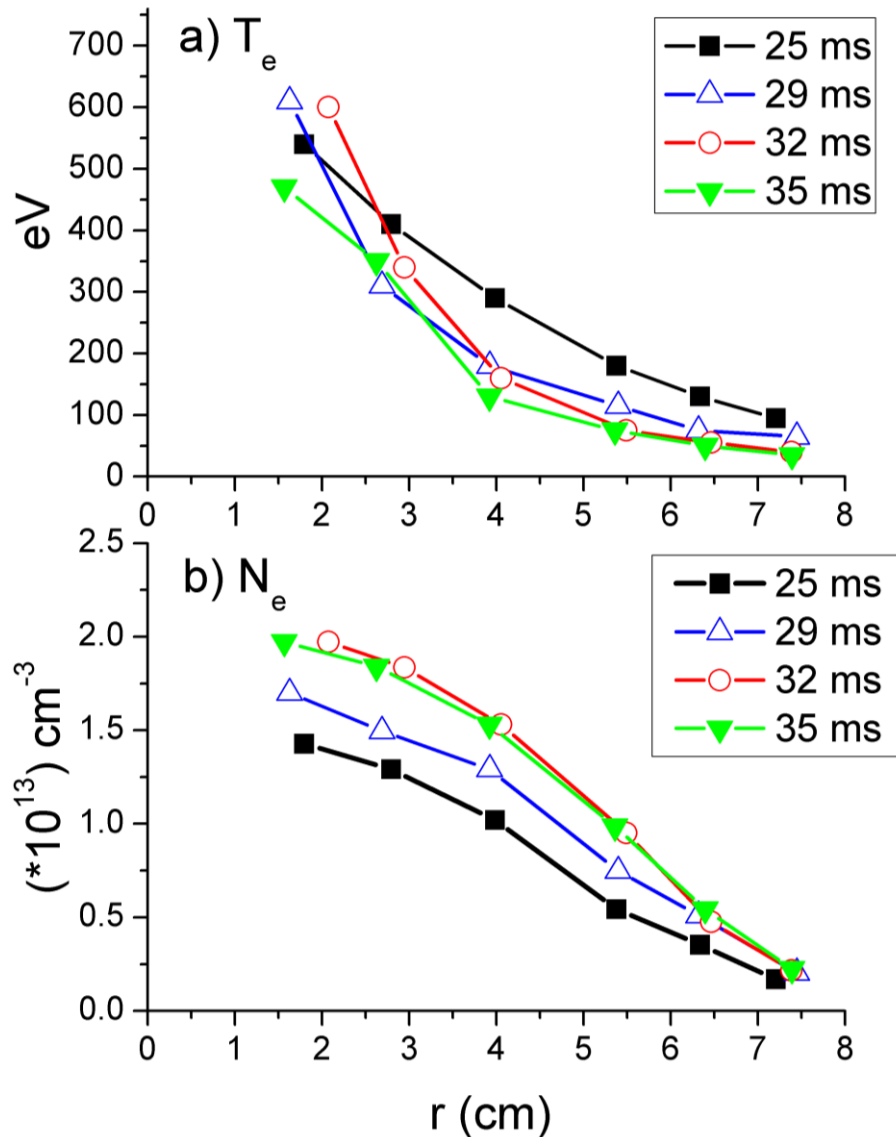 a) Te
25 ms
29 ms
32 ms
35 ms
eV
700
600
500
400
300
200
100
0
0 1 2 3 4 5 6 7 8
b) Ne
25 ms
29 ms
32 ms
35 ms
(*10^13) cm^-3
2.5
2.0
1.5
1.0
0.5
0.0
0 1 2 3 4 5 6 7 8
r (cm)